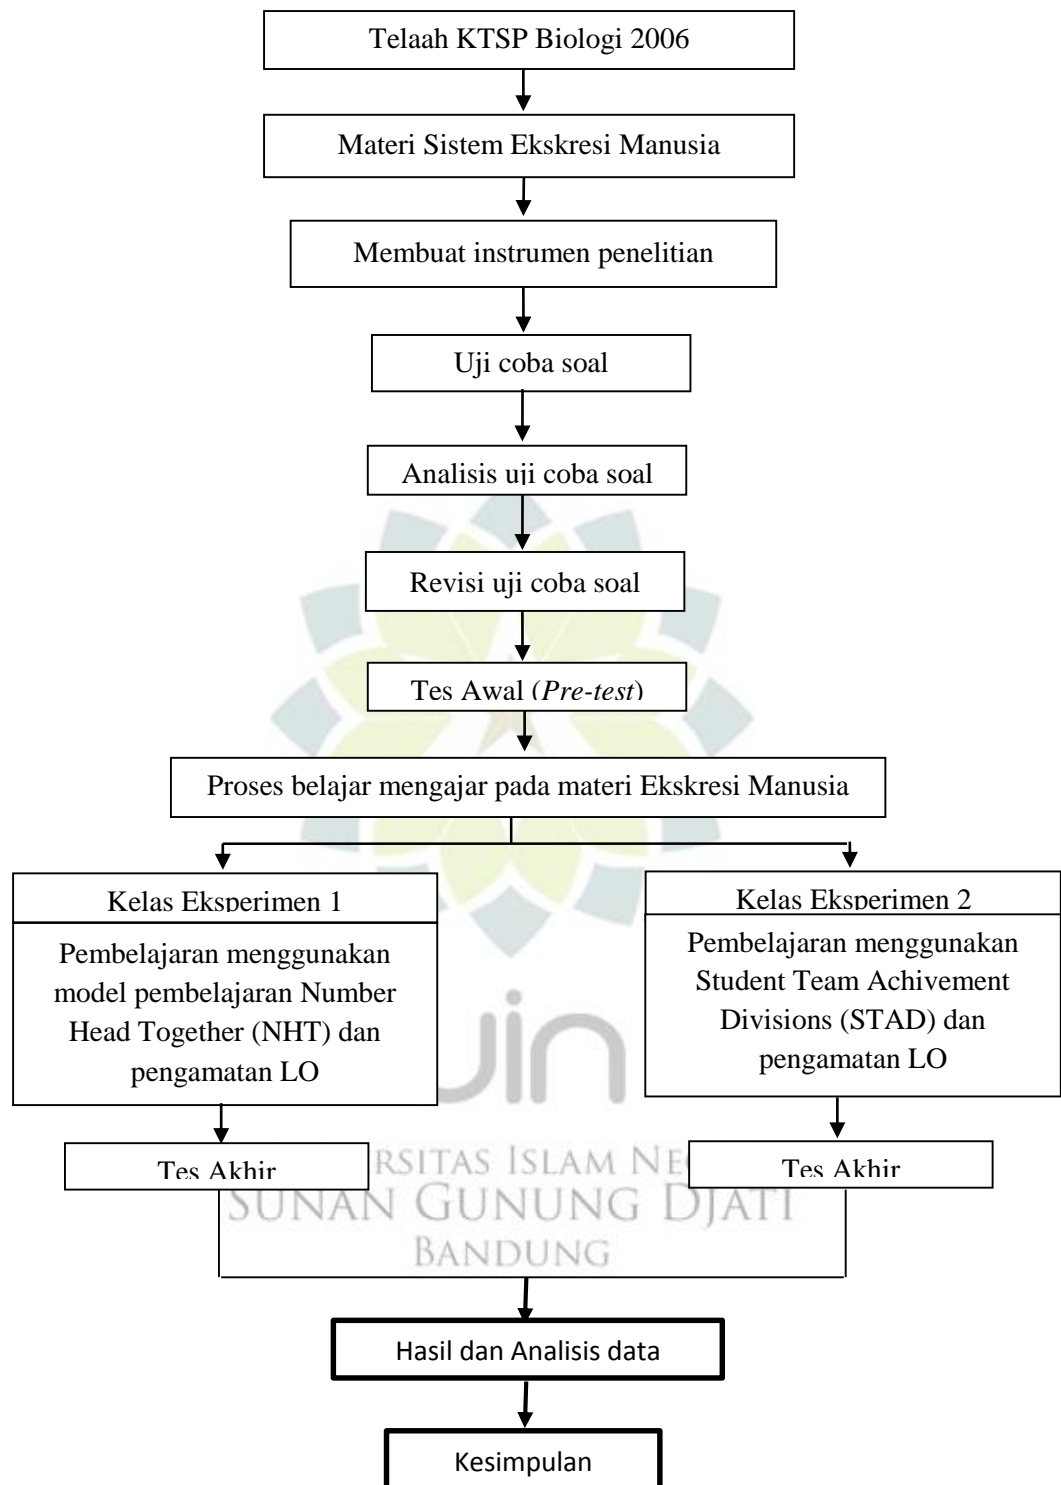 Telaah KTSP Biologi 2006
Materi Sistem Ekskresi Manusia
Membuat instrumen penelitian
Uji coba soal
Analisis uji coba soal
Revisi uji coba soal
Tes Awal (Pre-test)
Proses belajar mengajar pada materi Ekskresi Manusia
Kelas Eksperimen 1
Pembelajaran menggunakan
model pembelajaran Number
Head Together (NHT) dan
pengamatan LO
Kelas Eksperimen 2
Pembelajaran menggunakan
Student Team Achivement
Divisions (STAD) dan
pengamatan LO
uin
Tes Akhir
Tes Akhir
RSITAS ISLAM NE
SUNAN GUNUNG DJATI
BANDUNG
Hasil dan Analisis data
Kesimpulan